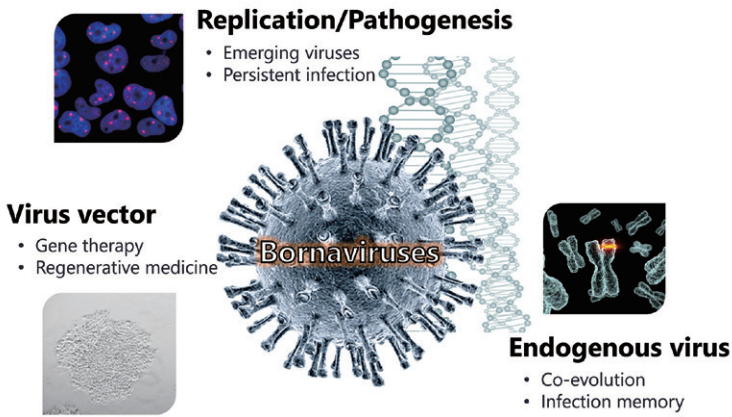 Replication/Pathogenesis
• Emerging viruses
• Persistent infection
Virus vector
• Gene therapy
• Regenerative medicine
Bornaviruses
Endogenous virus
• Co-evolution
• Infection memory